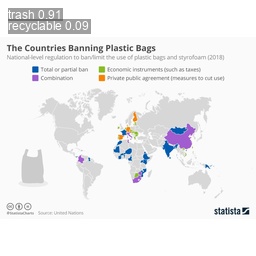 trash 0.91
recyclable 0.09
The Countries Banning Plastic Bags
National-level regulation to ban/limit the use of plastic bags and styrofoam (2018)
Total or partial ban
Economic instruments (such as taxes)
Combination
Private public agreement (measures to cut use)
@StatistaCharts
Source: United Nations
statista